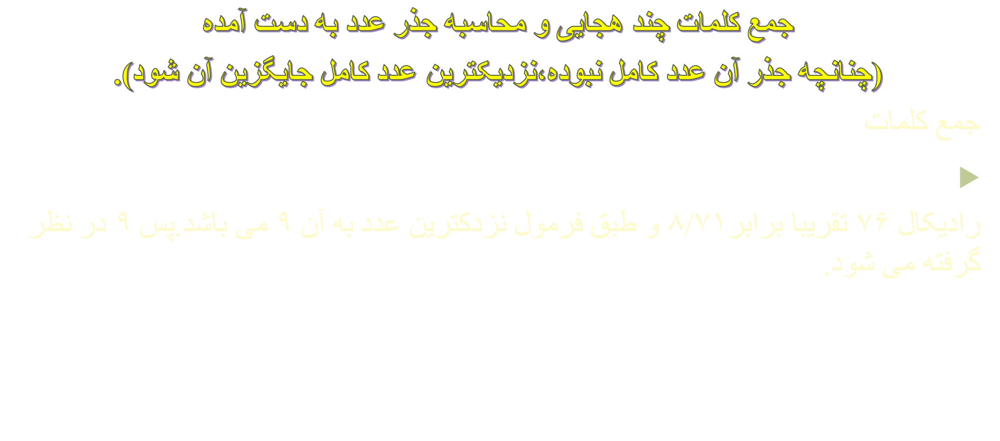 جمع کلمات چند هجایی و محاسبه جذر عدد به دست آمده
(چنانچه جذر آن عدد کامل نبوده،نزدیکترین عدد کامل جایگزین آن شود).
جمع کلمات
رادیکال ۷۶ تقریبا برابر ۸/۷۱ و طبق فرمول نزدکترین عدد به آن ۹ می باشد.پس ۹ در نظر
گرفته می شود.